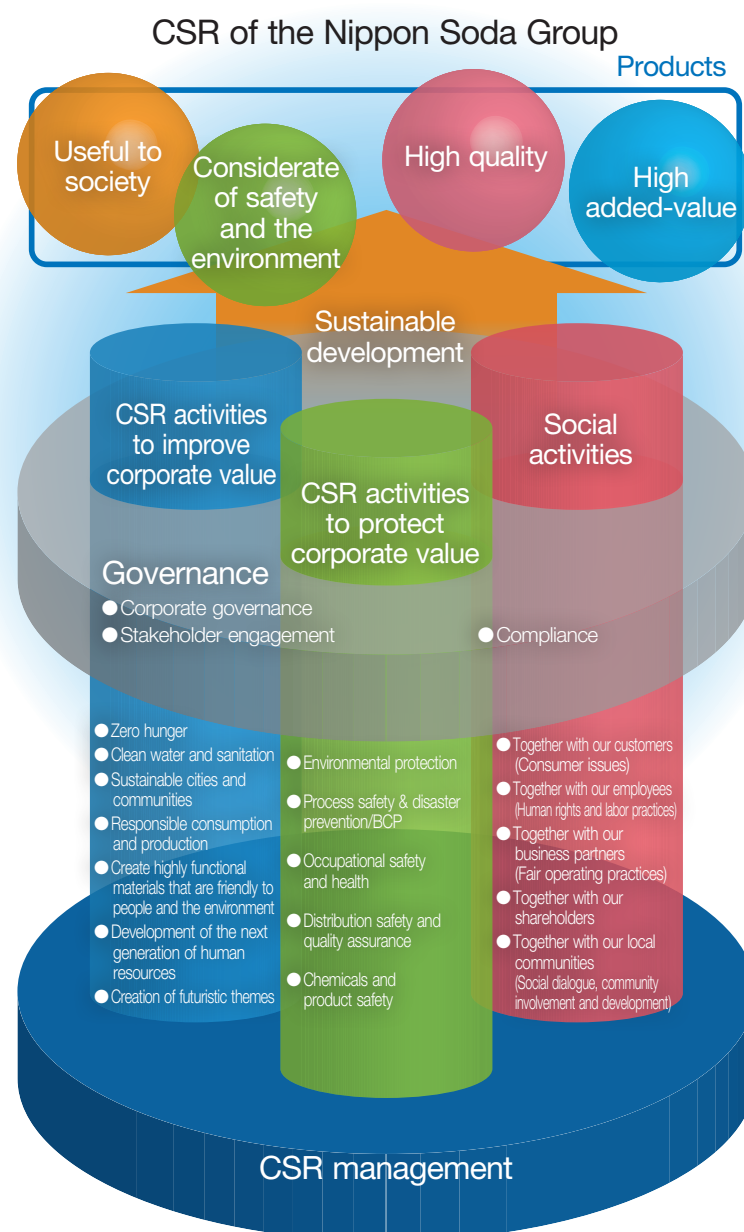 CSR of the Nippon Soda Group
Products
Useful to
society
Considerate
of safety
and the
environment
High quality
High
added-value
Sustainable
development
CSR activities
to improve
corporate value
CSR activities
to protect
corporate value
Social
activities
Governance
●Corporate governance
●Stakeholder engagement
●Compliance
●Zero hunger
●Clean water and sanitation
●Sustainable cities and
communities
●Responsible consumption
and production
●Create highly functional
materials that are friendly to
people and the environment
●Development of the next
generation of human
resources
●Creation of futuristic themes
●Environmental protection
●Process safety & disaster
prevention/BCP
●Occupational safety
and health
●Distribution safety and
quality assurance
●Chemicals and
product safety
●Together with our customers
(Consumer issues)
●Together with our employees
(Human rights and labor practices)
●Together with our
business partners
(Fair operating practices)
●Together with our
shareholders
●Together with our local
communities
(Social dialogue, community
involvement and development)
CSR management